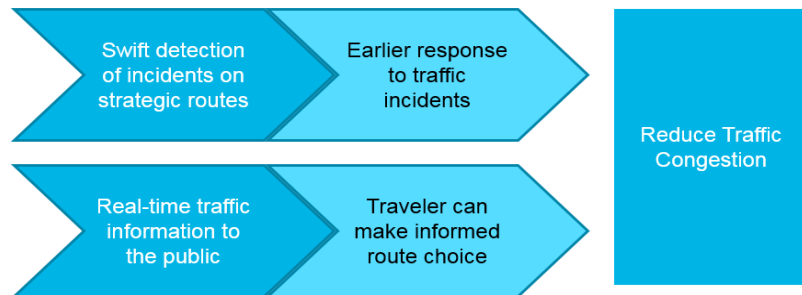 Swift detection
of incidents on
strategic routes
Earlier response
to traffic
incidents
Real-time traffic
information to
the public
Traveler can
make informed
route choice
Reduce Traffic
Congestion